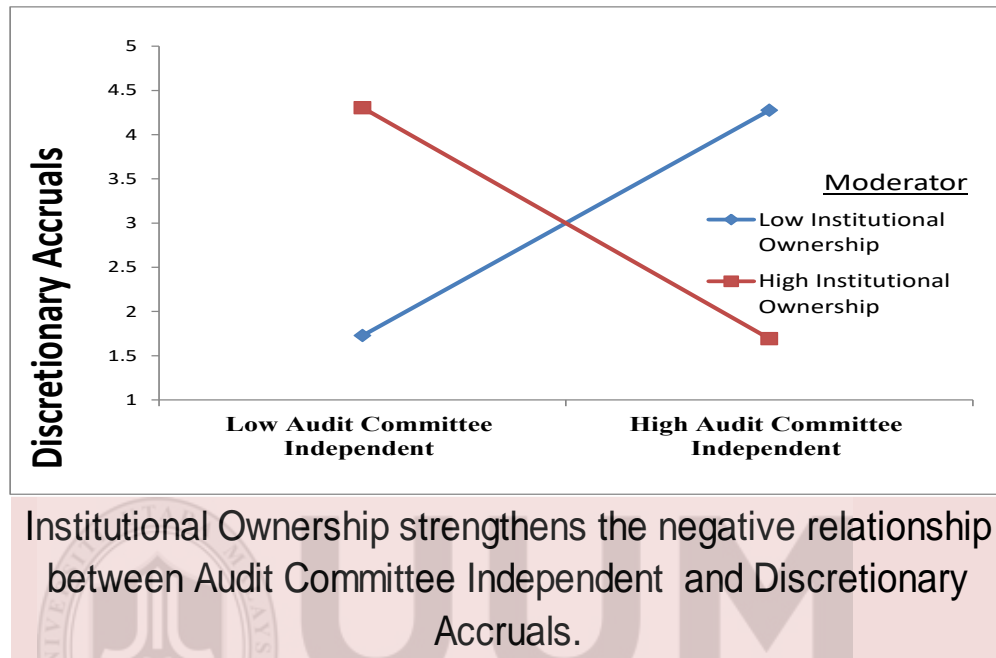 5
4.5
4
3.5
3
2.5
2
1.5
1
Discretionary Accruals
Low Audit Committee
Independent
High Audit Committee
Independent
Moderator
Low Institutional
Ownership
High Institutional
Ownership
Institutional Ownership strengthens the negative relationship
between Audit Committee Independent and Discretionary
Accruals.
UUM